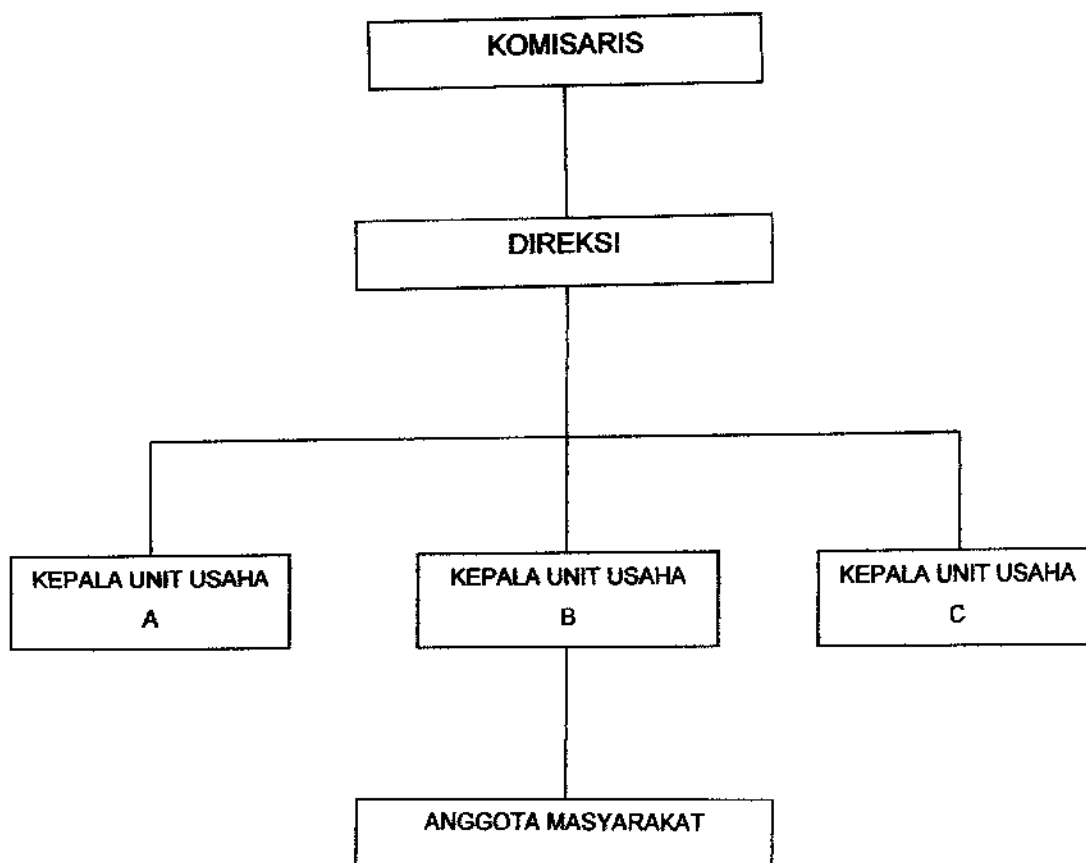 KOMISARIS
DIREKSI
KEPALA UNIT USAHA
A
KEPALA UNIT USAHA
B
KEPALA UNIT USAHA
C
ANGGOTA MASYARAKAT